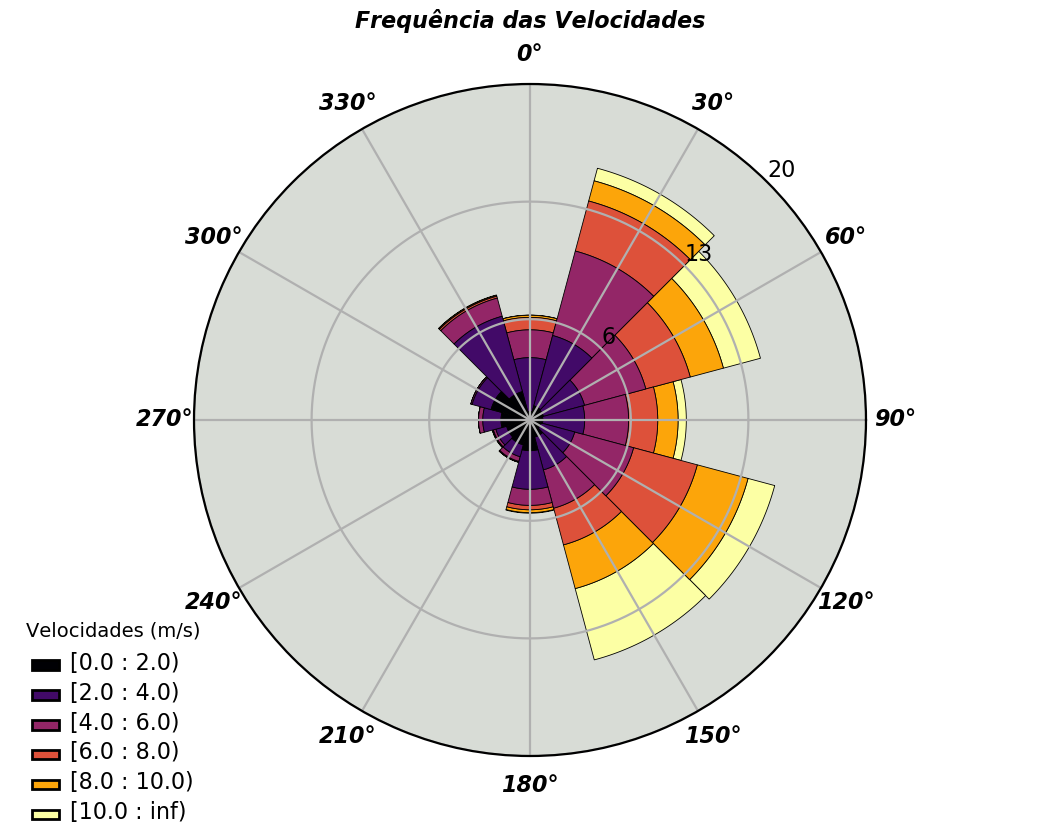 Frequência das Velocidades
0°
330°
30°
20
300°
60°
13
6
270°
90°
240°
120°
210°
150°
180°
Velocidades (m/s)
[0.0 : 2.0)
[2.0 : 4.0)
[4.0 : 6.0)
[6.0 : 8.0)
[8.0 : 10.0)
[10.0 : inf)